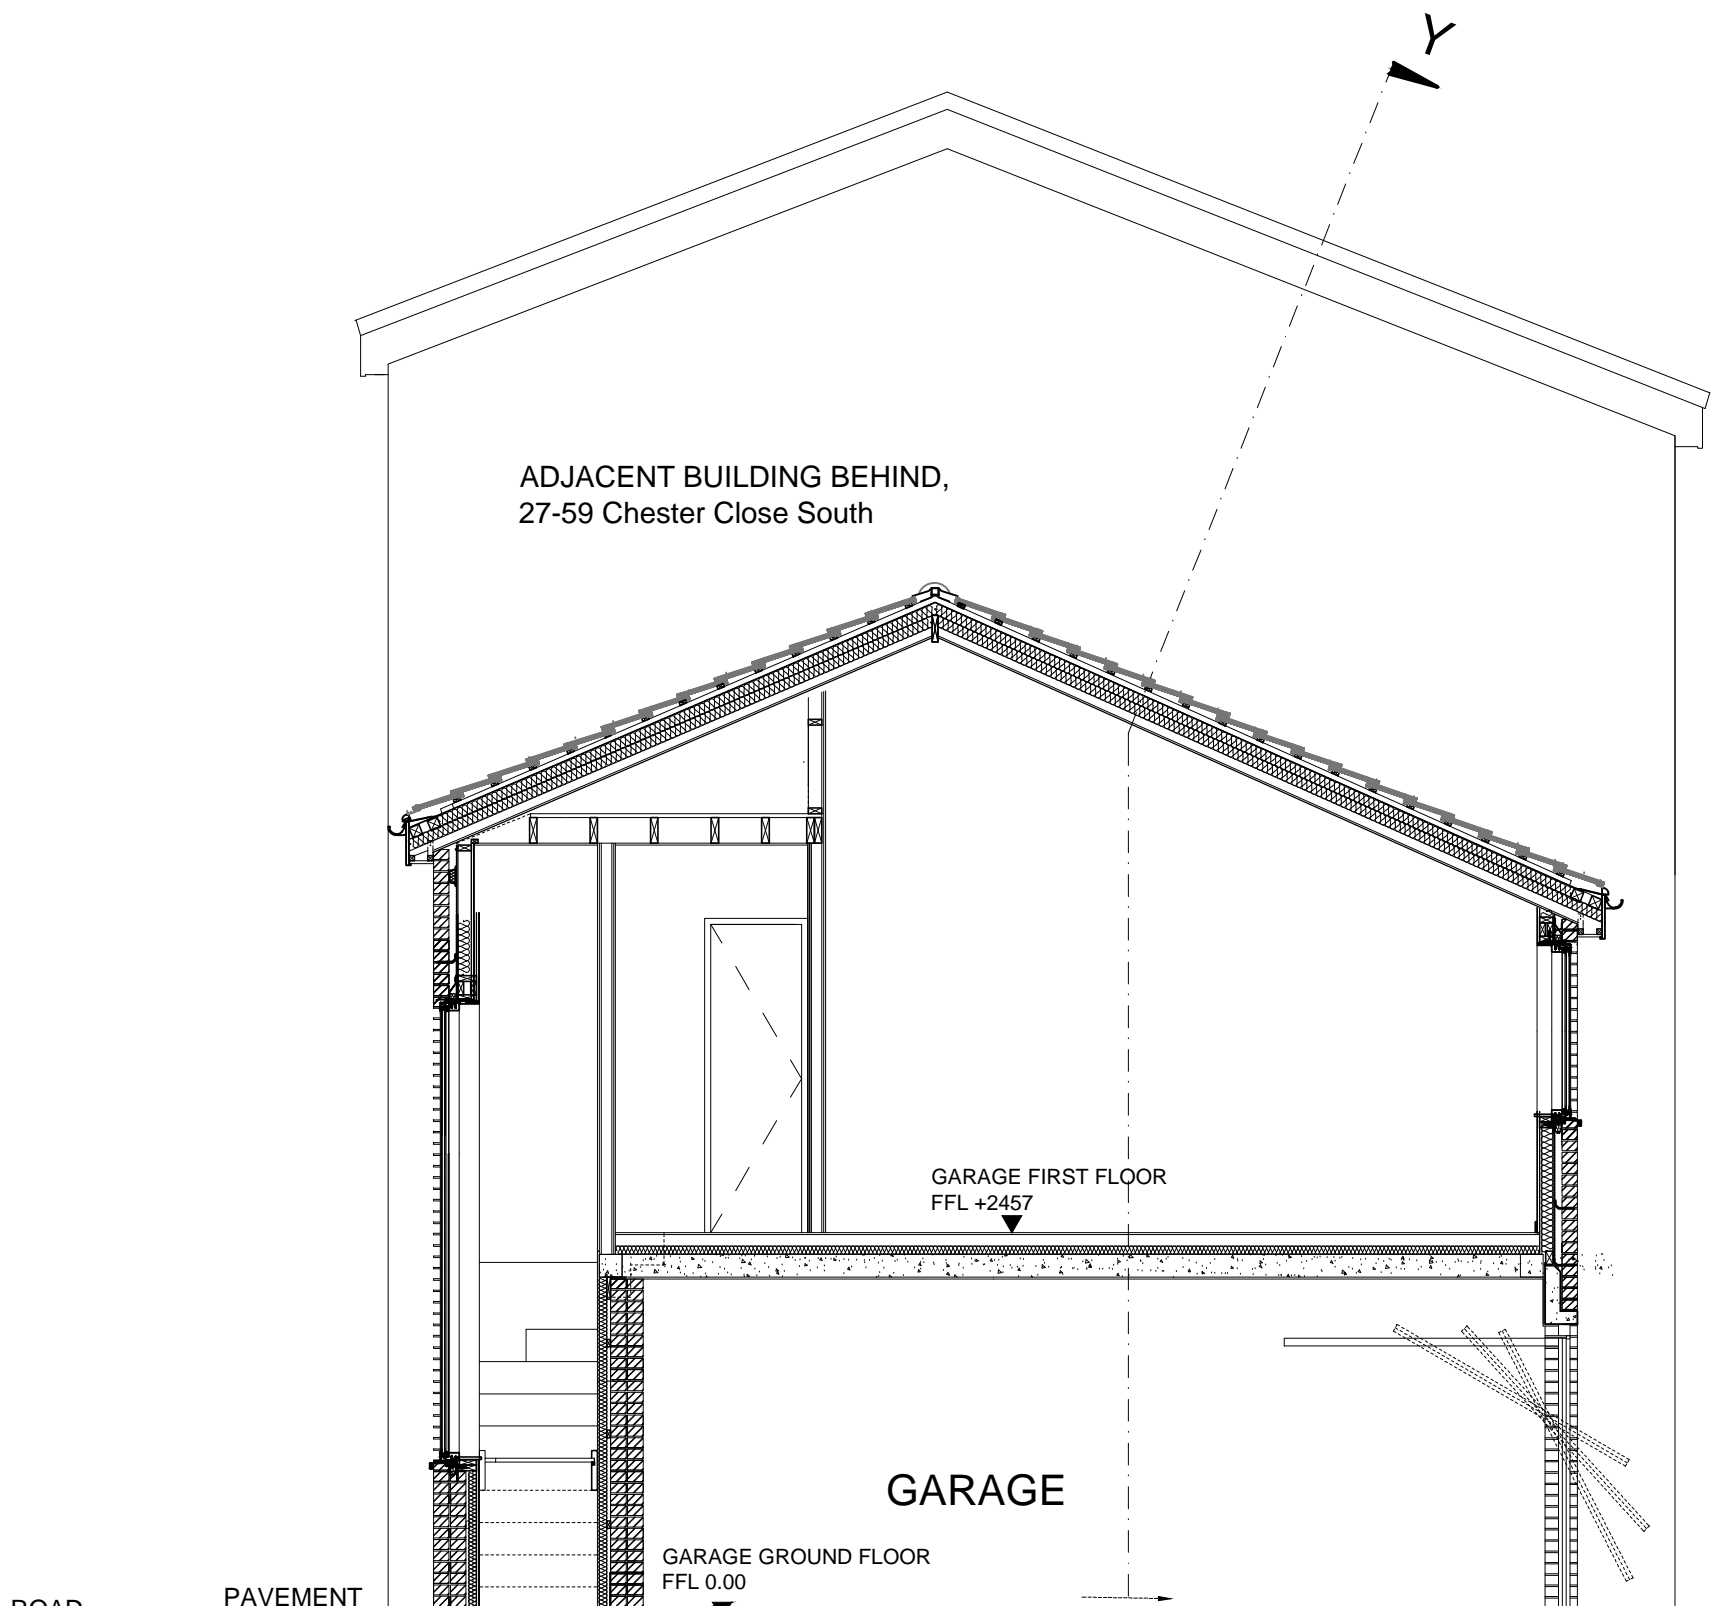 Y
ADJACENT BUILDING BEHIND,
27-59 Chester Close South
GARAGE FIRST FLOOR
FFL +2457
GARAGE
GARAGE GROUND FLOOR
FFL 0.00
PAVEMENT
ROAD